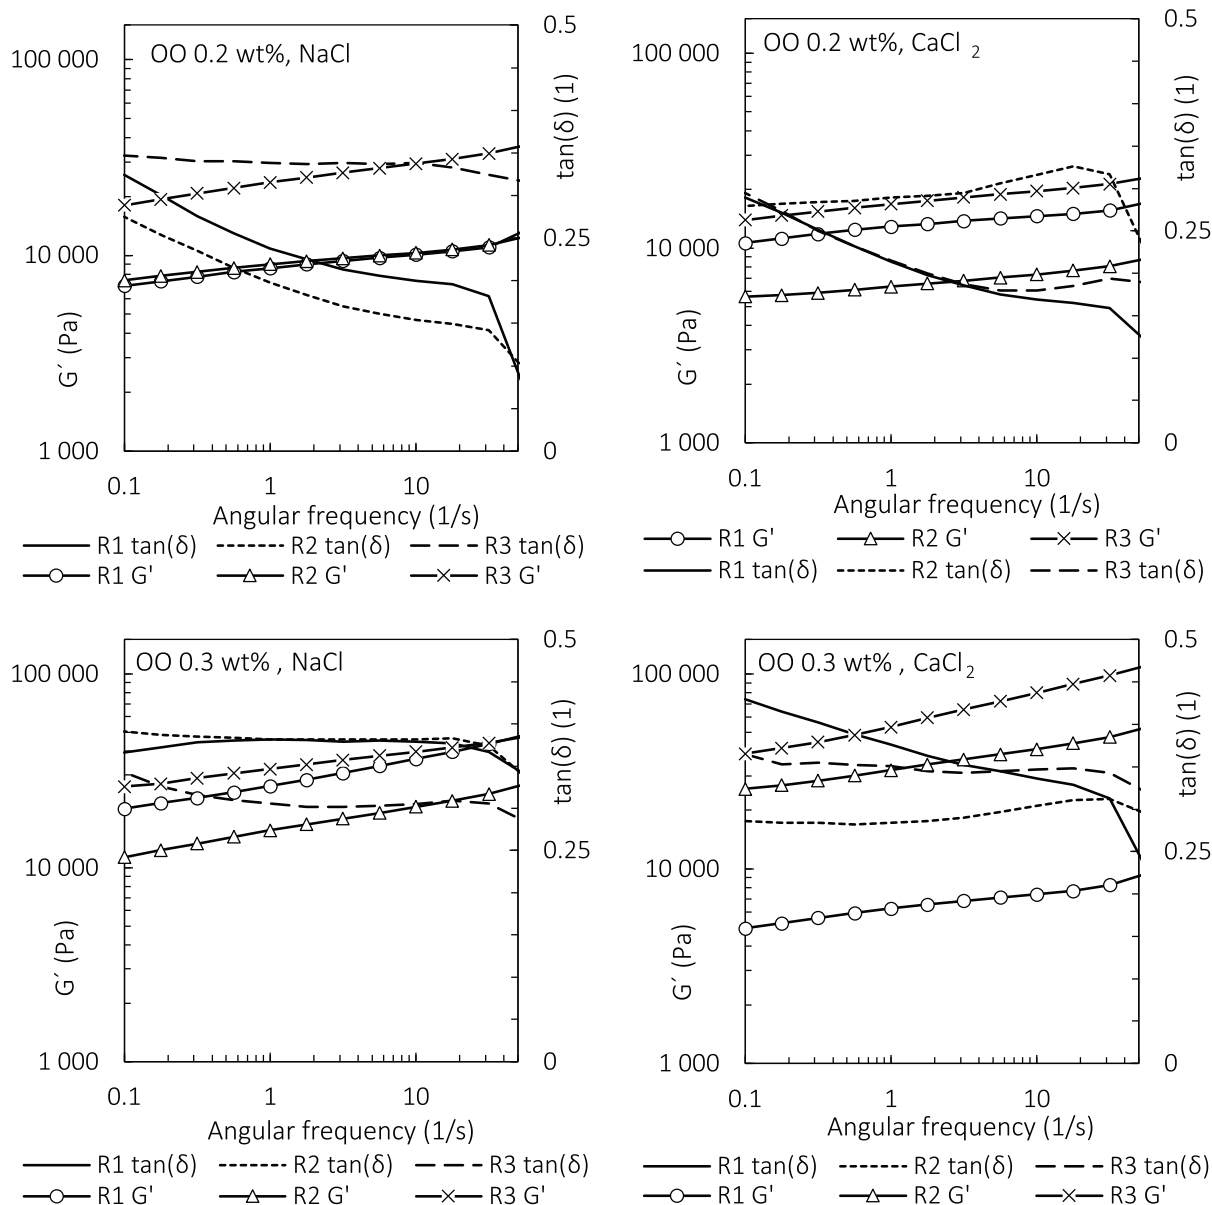 OO 0.2 wt%, NaCl
100 000
10 000
1 000
G´ (Pa)
0.5
0.25
0
tan(δ) (1)
0.1 1 10
Angular frequency (1/s)
R1 tan(δ) R2 tan(δ) R3 tan(δ)
R1 G' R2 G' R3 G'
OO 0.2 wt%, CaCl 2
100 000
10 000
1 000
G´ (Pa)
0.5
0.25
0
tan(δ) (1)
0.1 1 10
Angular frequency (1/s)
R1 G' R2 G' R3 G'
R1 tan(δ) R2 tan(δ) R3 tan(δ)
OO 0.3 wt% , NaCl
100 000
10 000
1 000
G´ (Pa)
0.5
0.25
0
tan(δ) (1)
0.1 1 10
Angular frequency (1/s)
R1 tan(δ) R2 tan(δ) R3 tan(δ)
R1 G' R2 G' R3 G'
OO 0.3 wt% , CaCl2
100 000
10 000
1 000
G´ (Pa)
0.5
0.25
0
tan(δ) (1)
0.1 1 10
Angular frequency (1/s)
R1 tan(δ) R2 tan(δ) R3 tan(δ)
R1 G' R2 G' R3 G'